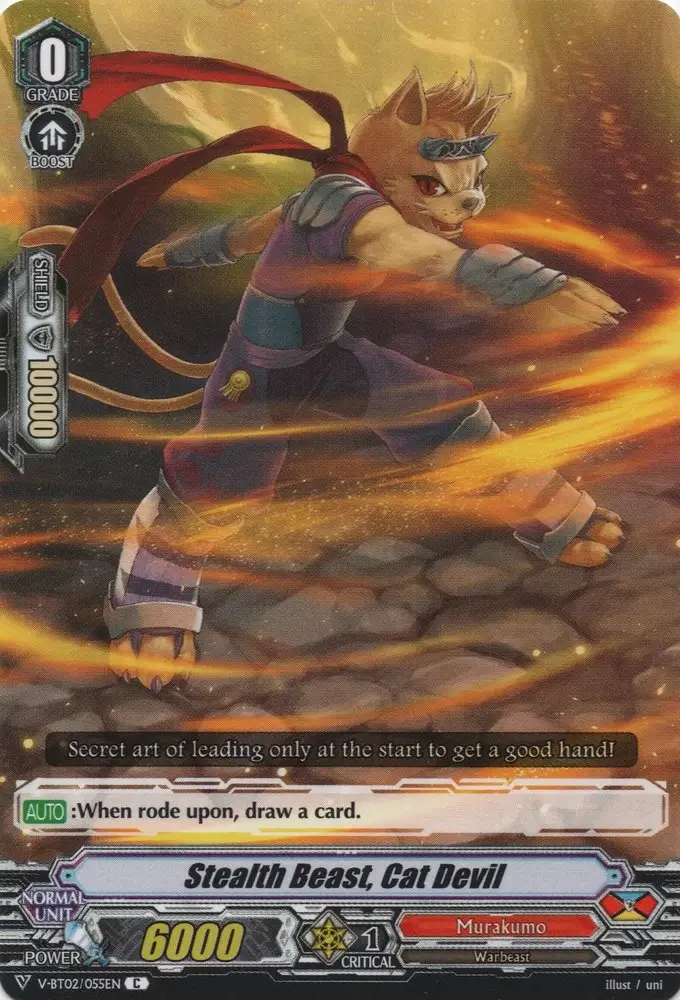 0
GRADE
BOOST
SHIELD
10000
Secret art of leading only at the start to get a good hand!
AUTO :When rode upon, draw a card.
Stealth Beast, Cat Devil
NORMAL
UNIT
POWER
6000
1
CRITICAL
Murakumo
Warbeast
V-BT02/055EN C
illust / uni